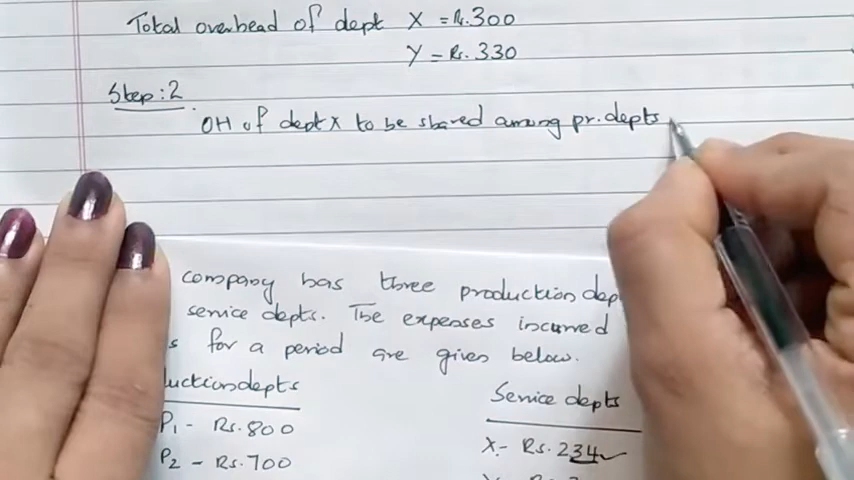 Total overhead of dept X = Rs.300
Y = Rs.330
Step:2
OH of dept X to be shared among pr.depts
company has three production dep
service depts. The expenses incurred
for a period are given below.
depts
Service depts
P1 - Rs.800
X - Rs.234
P2 - Rs.700